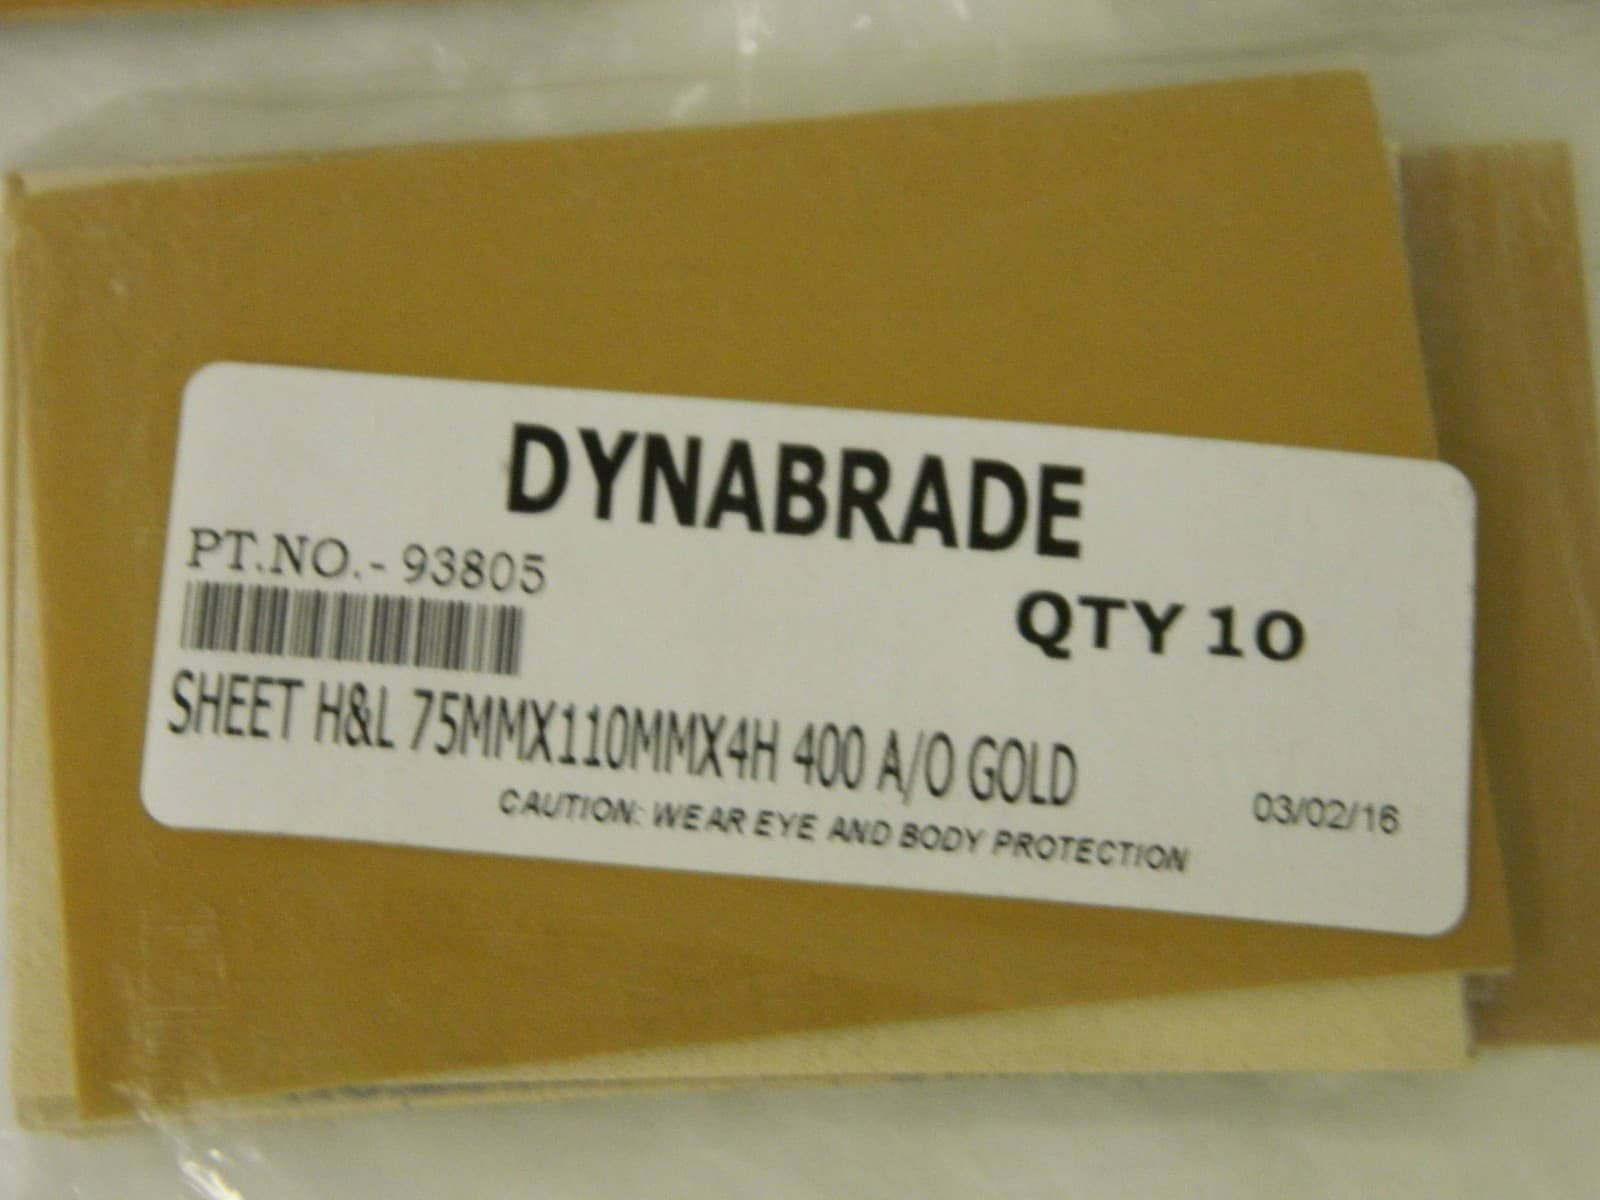 DYNABRADE
PT.NO.- 93805
QTY 10
SHEET H&L 75MMX110MMX4H 400 A/O GOLD
CAUTION: WEAR EYE AND BODY PROTECTION
03/02/16